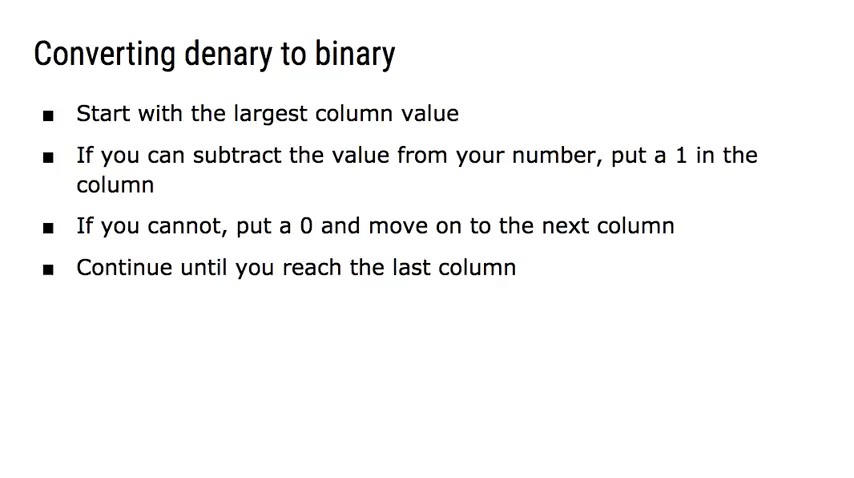 Converting denary to binary
▪ Start with the largest column value
▪ If you can subtract the value from your number, put a 1 in the
column
▪ If you cannot, put a 0 and move on to the next column
▪ Continue until you reach the last column